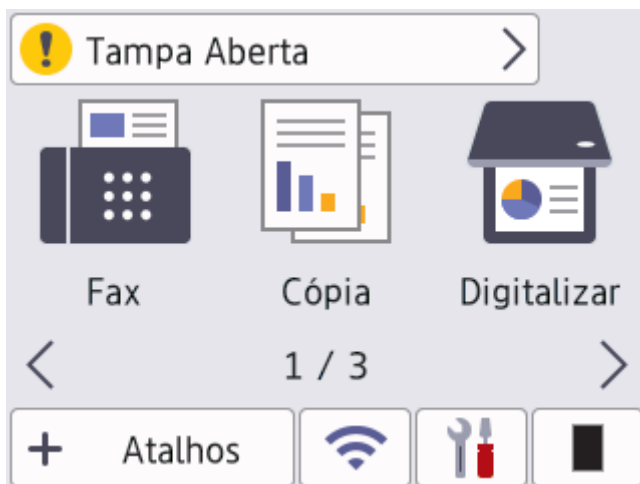 Tampa Aberta
Fax
Cópia
Digitalizar
1 / 3
+ Atalhos